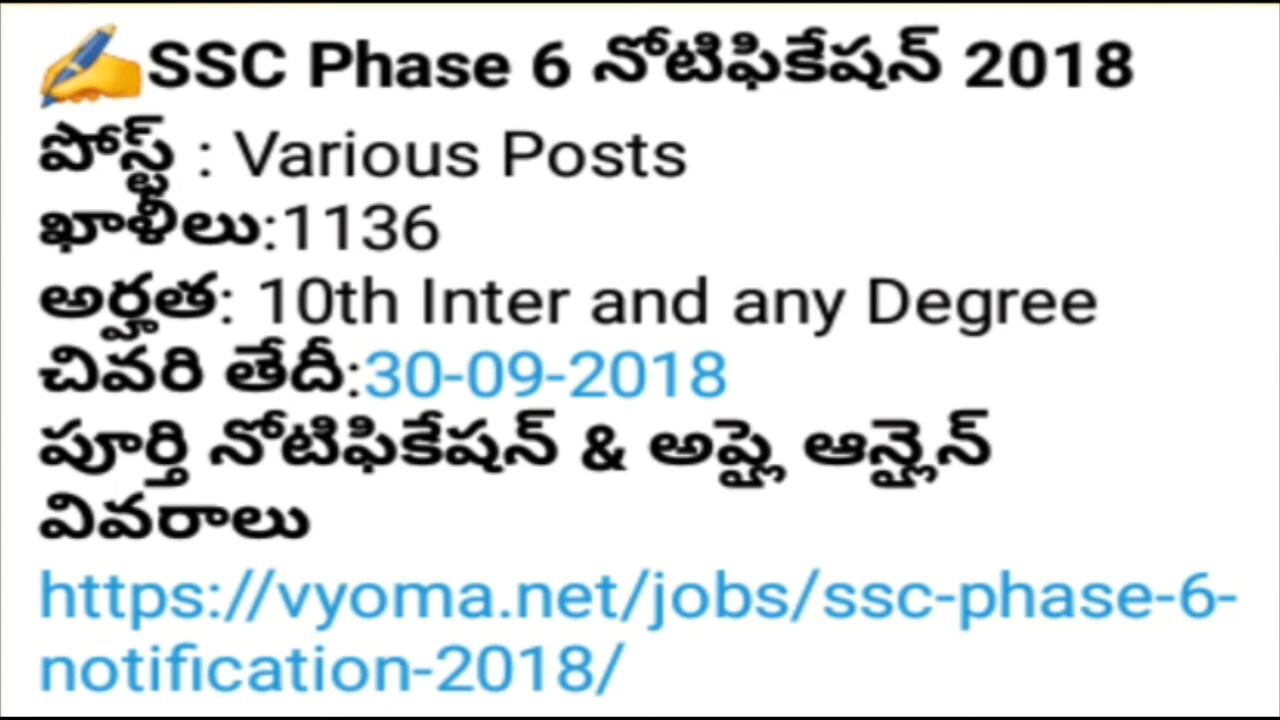 ✍SSC Phase 6 నోటిఫికేషన్ 2018
పోస్ట్ : Various Posts
ఖాళీలు:1136
అర్హత: 10th Inter and any Degree
చివరి తేదీ:30-09-2018
పూర్తి నోటిఫికేషన్ & అప్లై ఆన్లైన్
వివరాలు
https://vyoma.net/jobs/ssc-phase-6-
notification-2018/